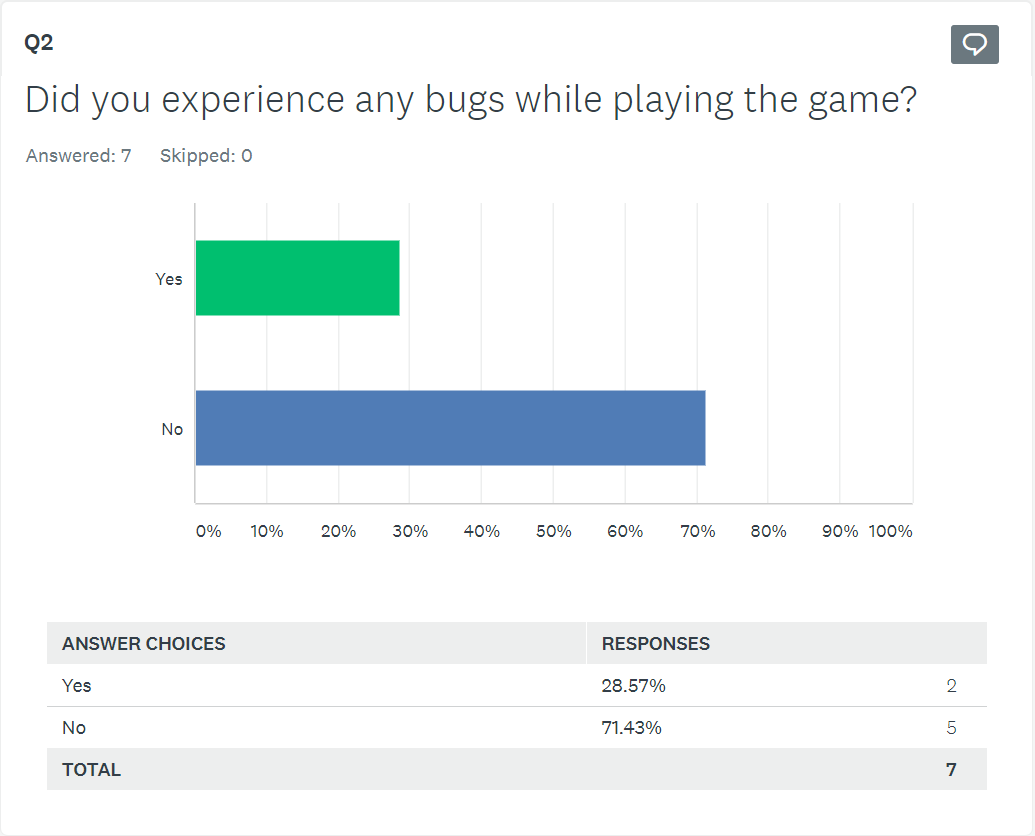 Q2
Did you experience any bugs while playing the game?
Answered: 7 Skipped: 0
Yes
No
0% 10% 20% 30% 40% 50% 60% 70% 80% 90% 100%
ANSWER CHOICES RESPONSES
Yes 28.57% 2
No 71.43% 5
TOTAL 7